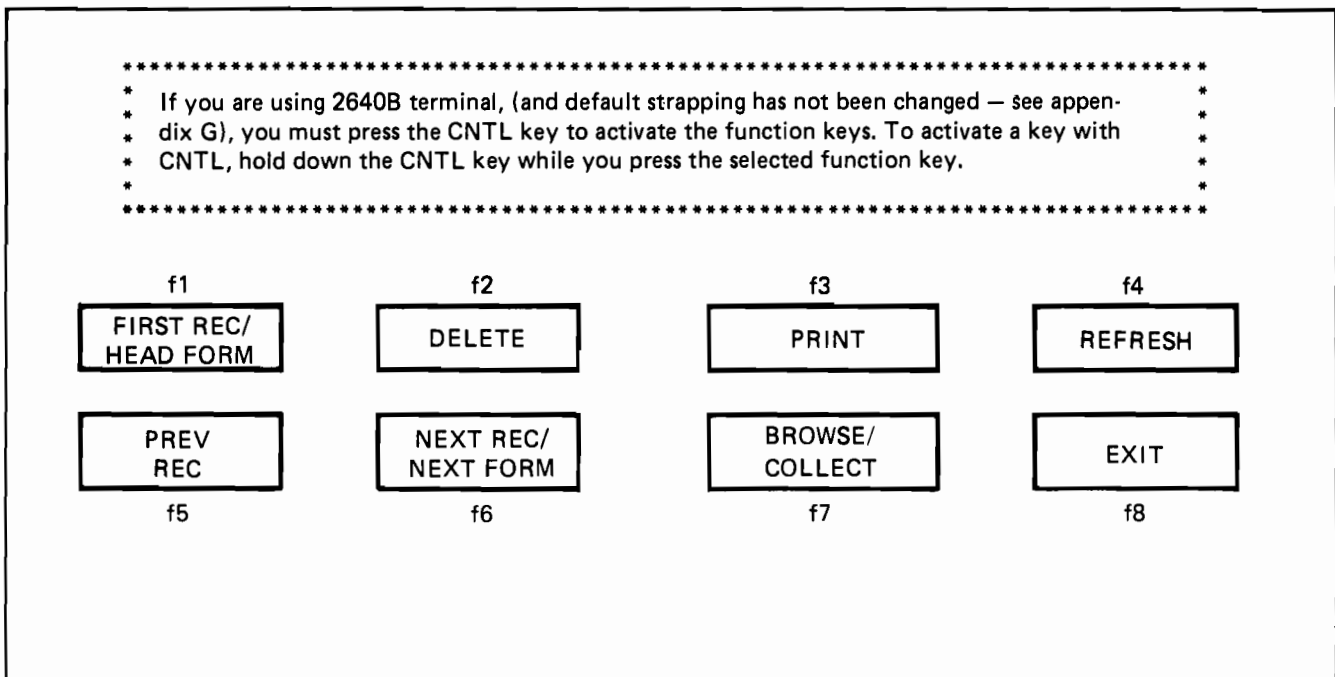 If you are using 2640B terminal, (and default strapping has not been changed — see appen-
dix G), you must press the CNTL key to activate the function keys. To activate a key with
CNTL, hold down the CNTL key while you press the selected function key.
f1 f2 f3 f4
FIRST REC/
HEAD FORM
DELETE
PRINT
REFRESH
PREV
REC
NEXT REC/
NEXT FORM
BROWSE/
COLLECT
EXIT
f5 f6 f7 f8